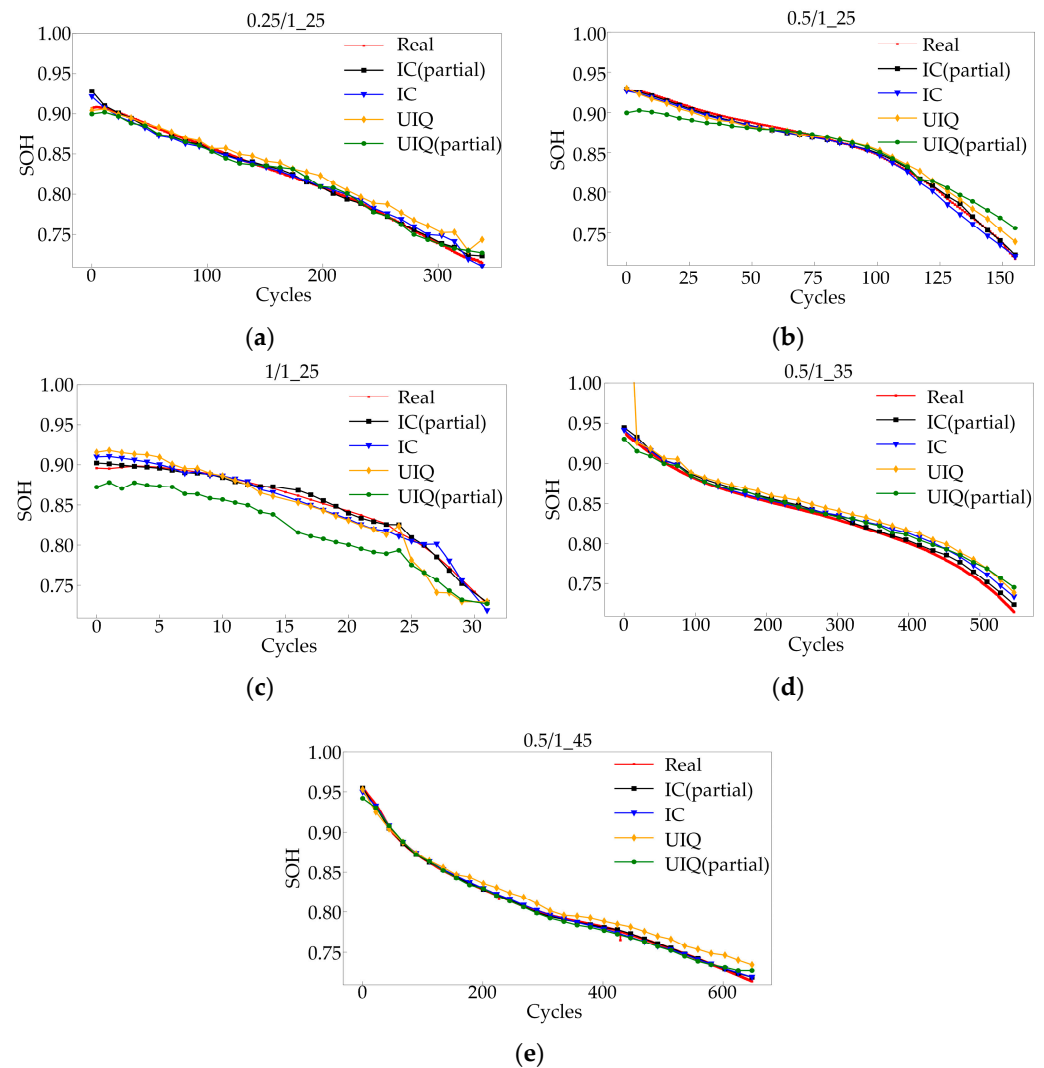 0.25/1_25
1.00
0.95
0.90
0.85
0.80
0.75
SOH
Real
IC(partial)
IC
UIQ
UIQ(partial)
0 100 200 300
Cycles
(a)
0.5/1_25
1.00
0.95
0.90
0.85
0.80
0.75
SOH
Real
IC(partial)
IC
UIQ
UIQ(partial)
0 25 50 75 100 125 150
Cycles
(b)
1/1_25
1.00
0.95
0.90
0.85
0.80
0.75
SOH
Real
IC(partial)
IC
UIQ
UIQ(partial)
0 5 10 15 20 25 30
Cycles
(c)
0.5/1_35
1.00
0.95
0.90
0.85
0.80
0.75
SOH
Real
IC(partial)
IC
UIQ
UIQ(partial)
0 100 200 300 400 500
Cycles
(d)
0.5/1_45
1.00
0.95
0.90
0.85
0.80
0.75
SOH
Real
IC(partial)
IC
UIQ
UIQ(partial)
0 200 400 600
Cycles
(e)